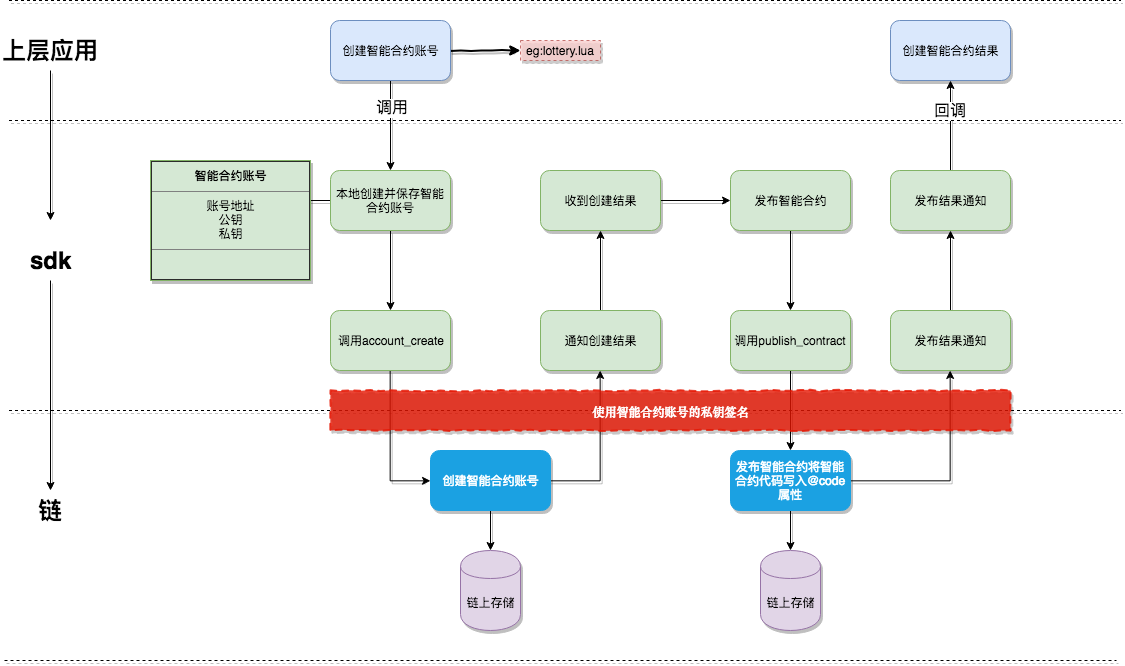 上层应用
创建智能合约账号
eg:lottery.lua
创建智能合约结果
调用
回调
智能合约账号
账号地址
公钥
私钥
本地创建并保存智能
合约账号
收到创建结果
发布智能合约
发布结果通知
sdk
调用account_create
通知创建结果
调用publish_contract
发布结果通知
使用智能合约账号的私钥签名
链
创建智能合约账号
发布智能合约将智能
合约代码写入@code
属性
链上存储
链上存储